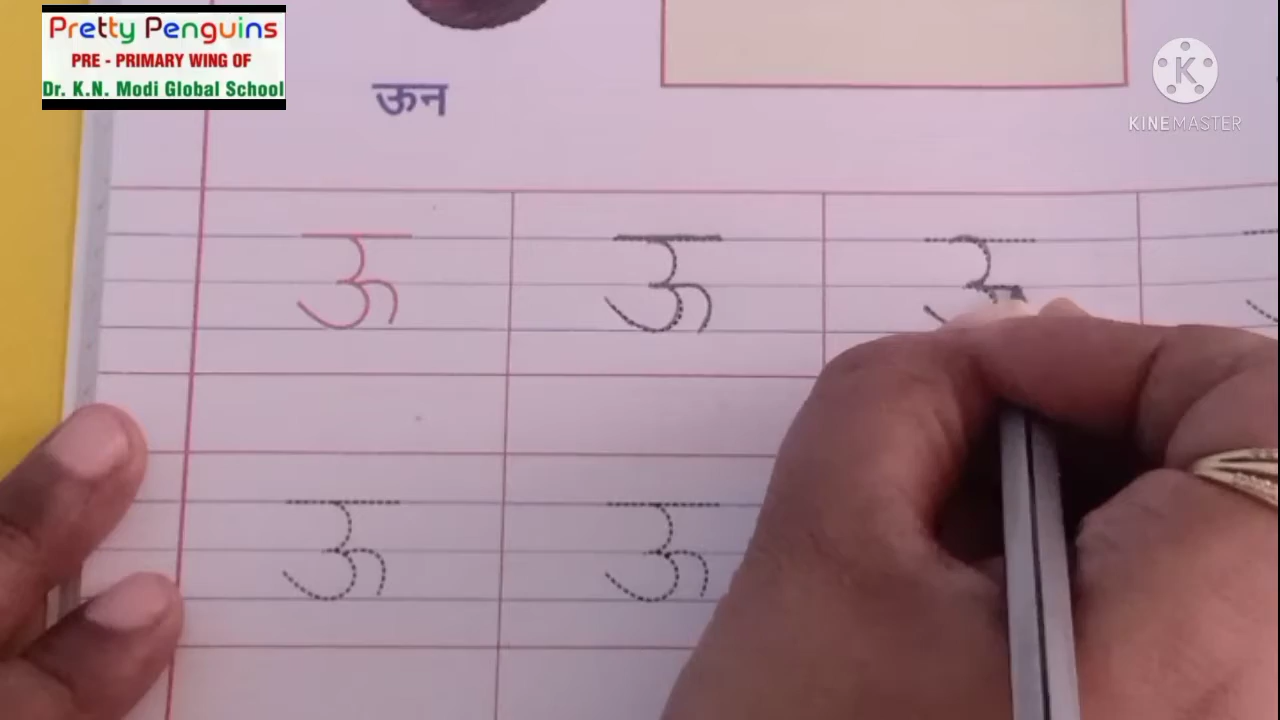 Pretty Penguins
PRE - PRIMARY WING OF
Dr. K.N. Modi Global School
K
KINEMASTER
ऊन
ऊ ऊ ऊ
ऊ ऊ